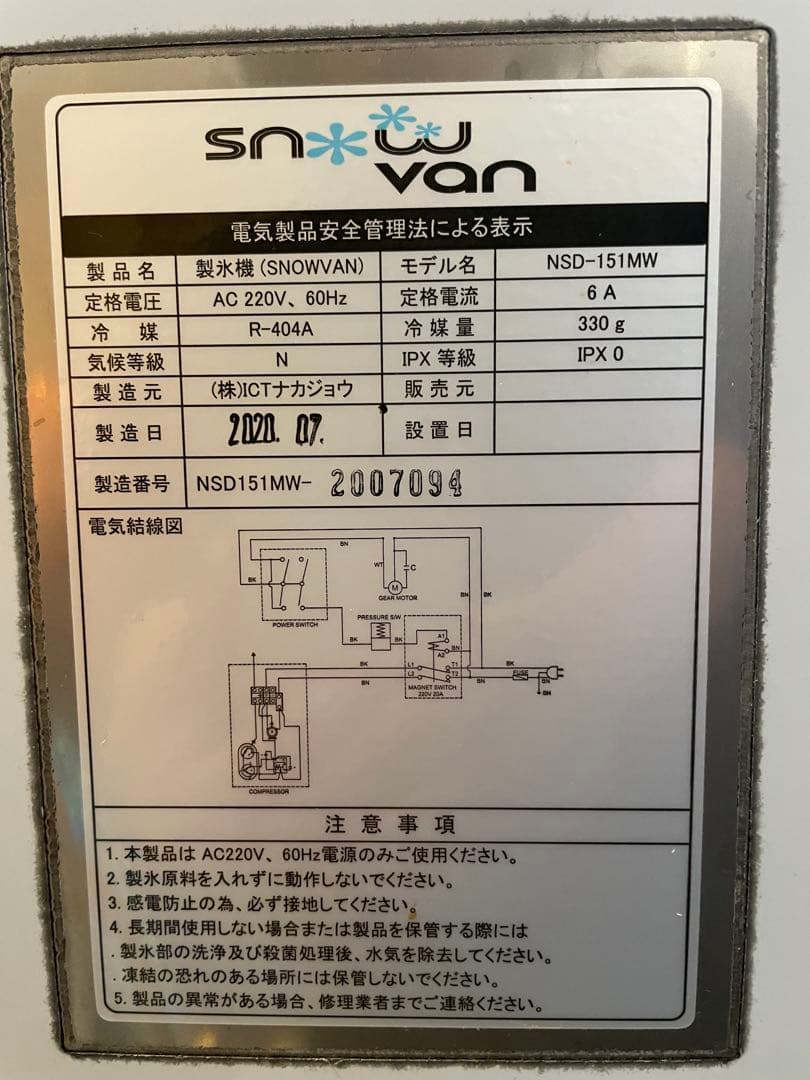 snow
van
電気製品安全管理法による表示
製品名 製氷機(SNOWVAN) モデル名 NSD-151MW
定格電圧 AC 220V、60Hz 定格電流 6 A
冷媒 R-404A 冷媒量 330 g
気候等級 N IPX 等級 IPX 0
製造元 (株)ICTナカジョウ 販売元
製造日 2020. 07. 設置日
製造番号 NSD151MW- 2007094
電気結線図
BN
WT
C
BK
M
GEAR MOTOR
BN BK
POWER SWITCH
PRESSURE S/W
BK BK
A1
A2 BN
BK L1 T1 BK
BN L2 T2 BN FUSE BN
MAGNET SWITCH
220V 20A
BN
COMPRESSOR
注意事項
1. 本製品は AC220V、60Hz電源のみご使用ください。
2. 製氷原料を入れずに動作しないでください。
3. 感電防止の為、必ず接地してください。
4. 長期間使用しない場合または製品を保管する際には
. 製氷部の洗浄及び殺菌処理後、水気を除去してください。
. 凍結の恐れのある場所には保管しないでください。
5. 製品の異常がある場合、修理業者までご連絡ください。